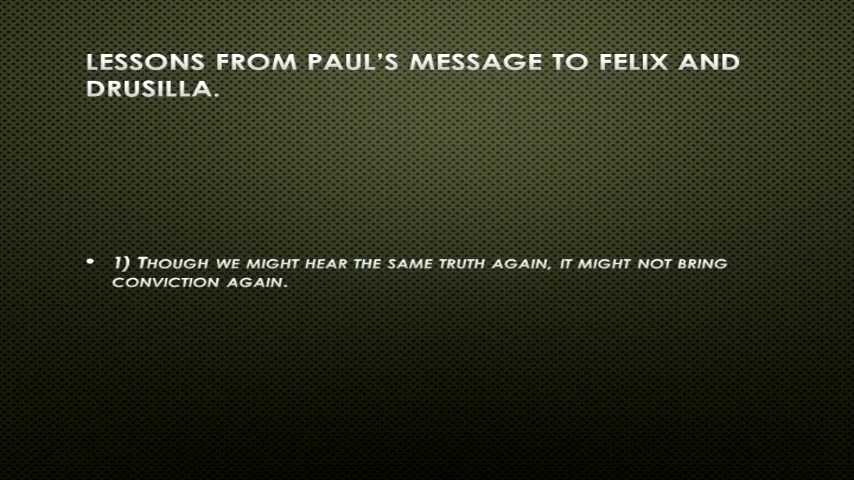 LESSONS FROM PAUL'S MESSAGE TO FELIX AND
DRUSILLA.
• 1) THOUGH WE MIGHT HEAR THE SAME TRUTH AGAIN, IT MIGHT NOT BRING
CONVICTION AGAIN.